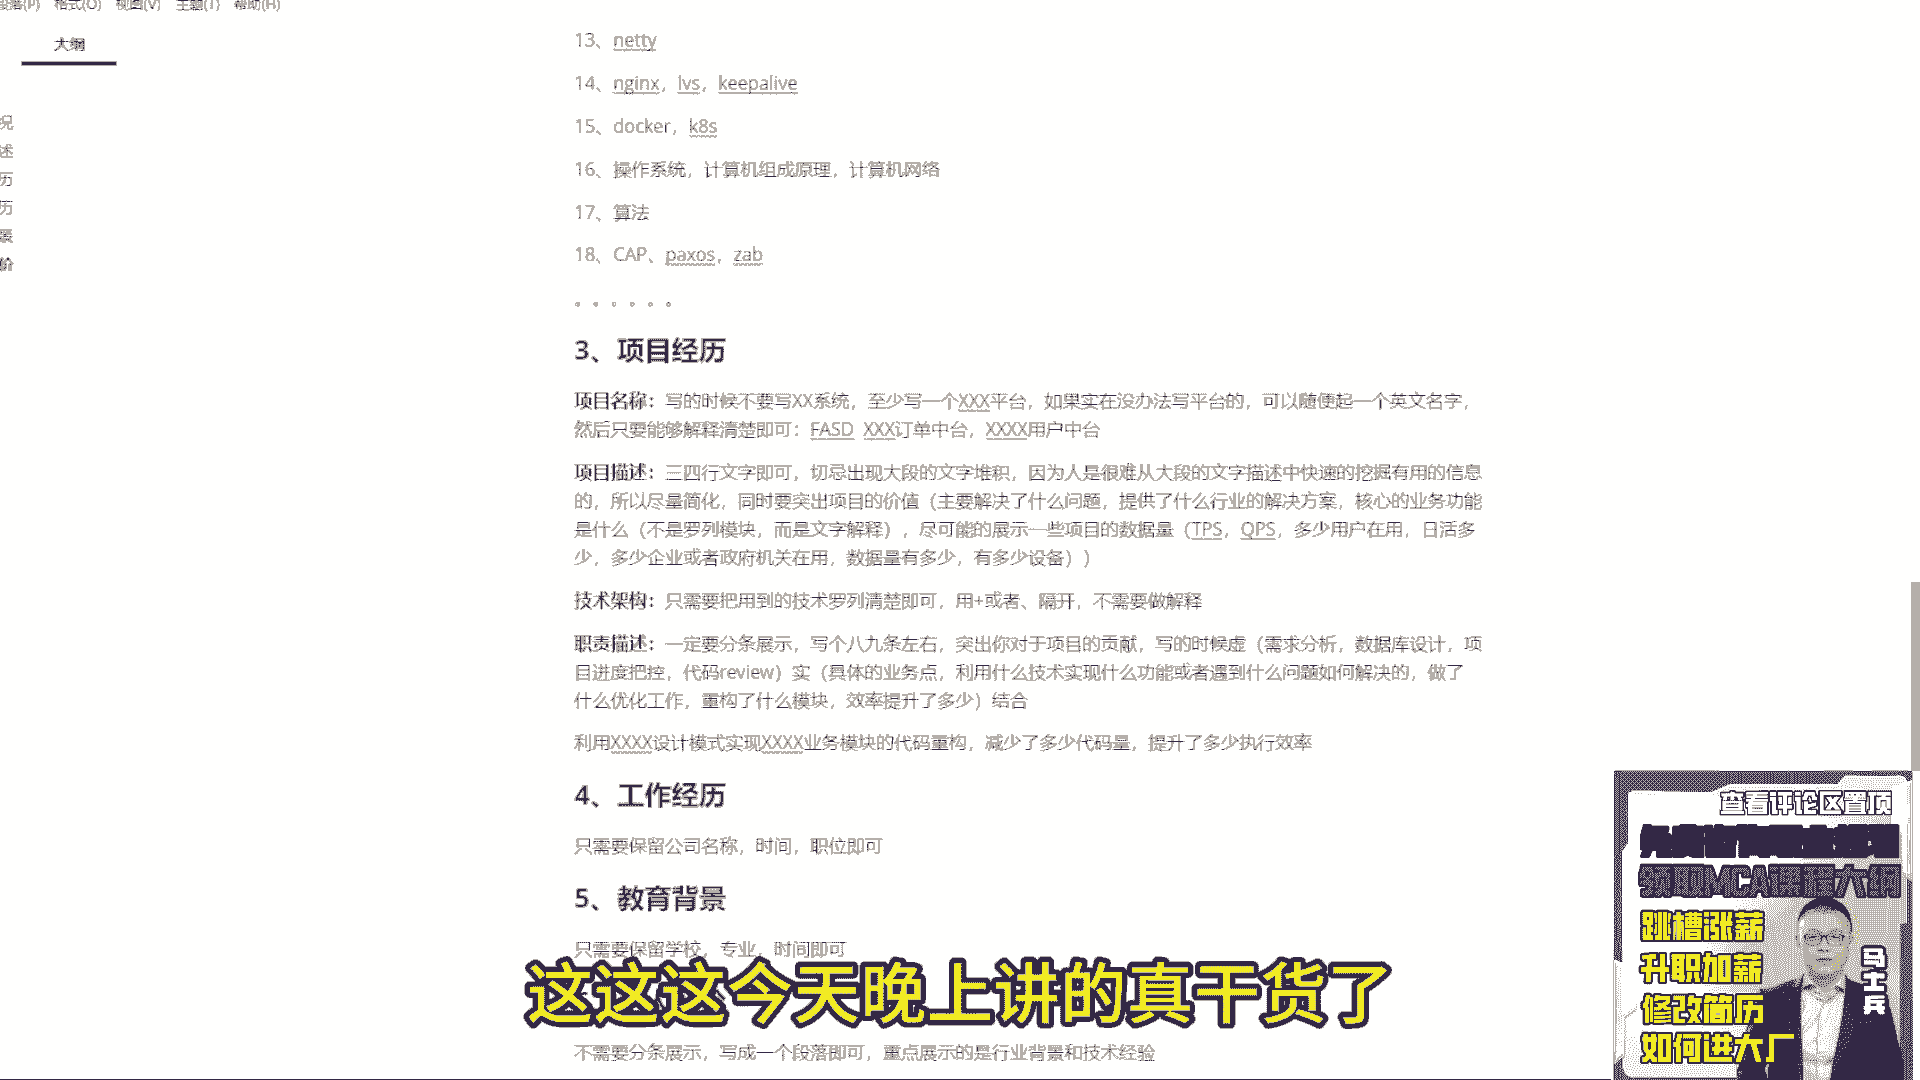 段落(P) 格式(O) 视图(V) 主题(T) 帮助(H)
大纲
况
述
历
历
景
价
13、netty
14、nginx，lvs，keepalive
15、docker，k8s
16、操作系统，计算机组成原理，计算机网络
17、算法
18、CAP、paxos，zab
。。。。。。
3、项目经历
项目名称：写的时候不要写XX系统，至少写一个XXX平台，如果实在没办法写平台的，可以随便起一个英文名字，
然后只要能够解释清楚即可：FASD XXX订单中台，XXXX用户中台
项目描述：三四行文字即可，切忌出现大段的文字堆积，因为人是很难从大段的文字描述中快速的挖掘有用的信息
的，所以尽量简化，同时要突出项目的价值（主要解决了什么问题，提供了什么行业的解决方案，核心的业务功能
是什么（不是罗列模块，而是文字解释），尽可能的展示一些项目的数据量（TPS，QPS，多少用户在用，日活多
少，多少企业或者政府机关在用，数据量有多少，有多少设备））
技术架构：只需要把用到的技术罗列清楚即可，用+或者、隔开，不需要做解释
职责描述：一定要分条展示，写个八九条左右，突出你对于项目的贡献，写的时候虚（需求分析，数据库设计，项
目进度把控，代码review）实（具体的业务点，利用什么技术实现什么功能或者遇到什么问题如何解决的，做了
什么优化工作，重构了什么模块，效率提升了多少）结合
利用XXXX设计模式实现XXXX业务模块的代码重构，减少了多少代码量，提升了多少执行效率
4、工作经历
只需要保留公司名称，时间，职位即可
5、教育背景
只需要保留学校，专业，时间即可
这这这今天晚上讲的真干货了
不需要分条展示，写成一个段落即可，重点展示的是行业背景和技术经验
查看评论区置顶
领取MCA课程大纲
跳槽涨薪
升职加薪
修改简历
如何进大厂
马士兵